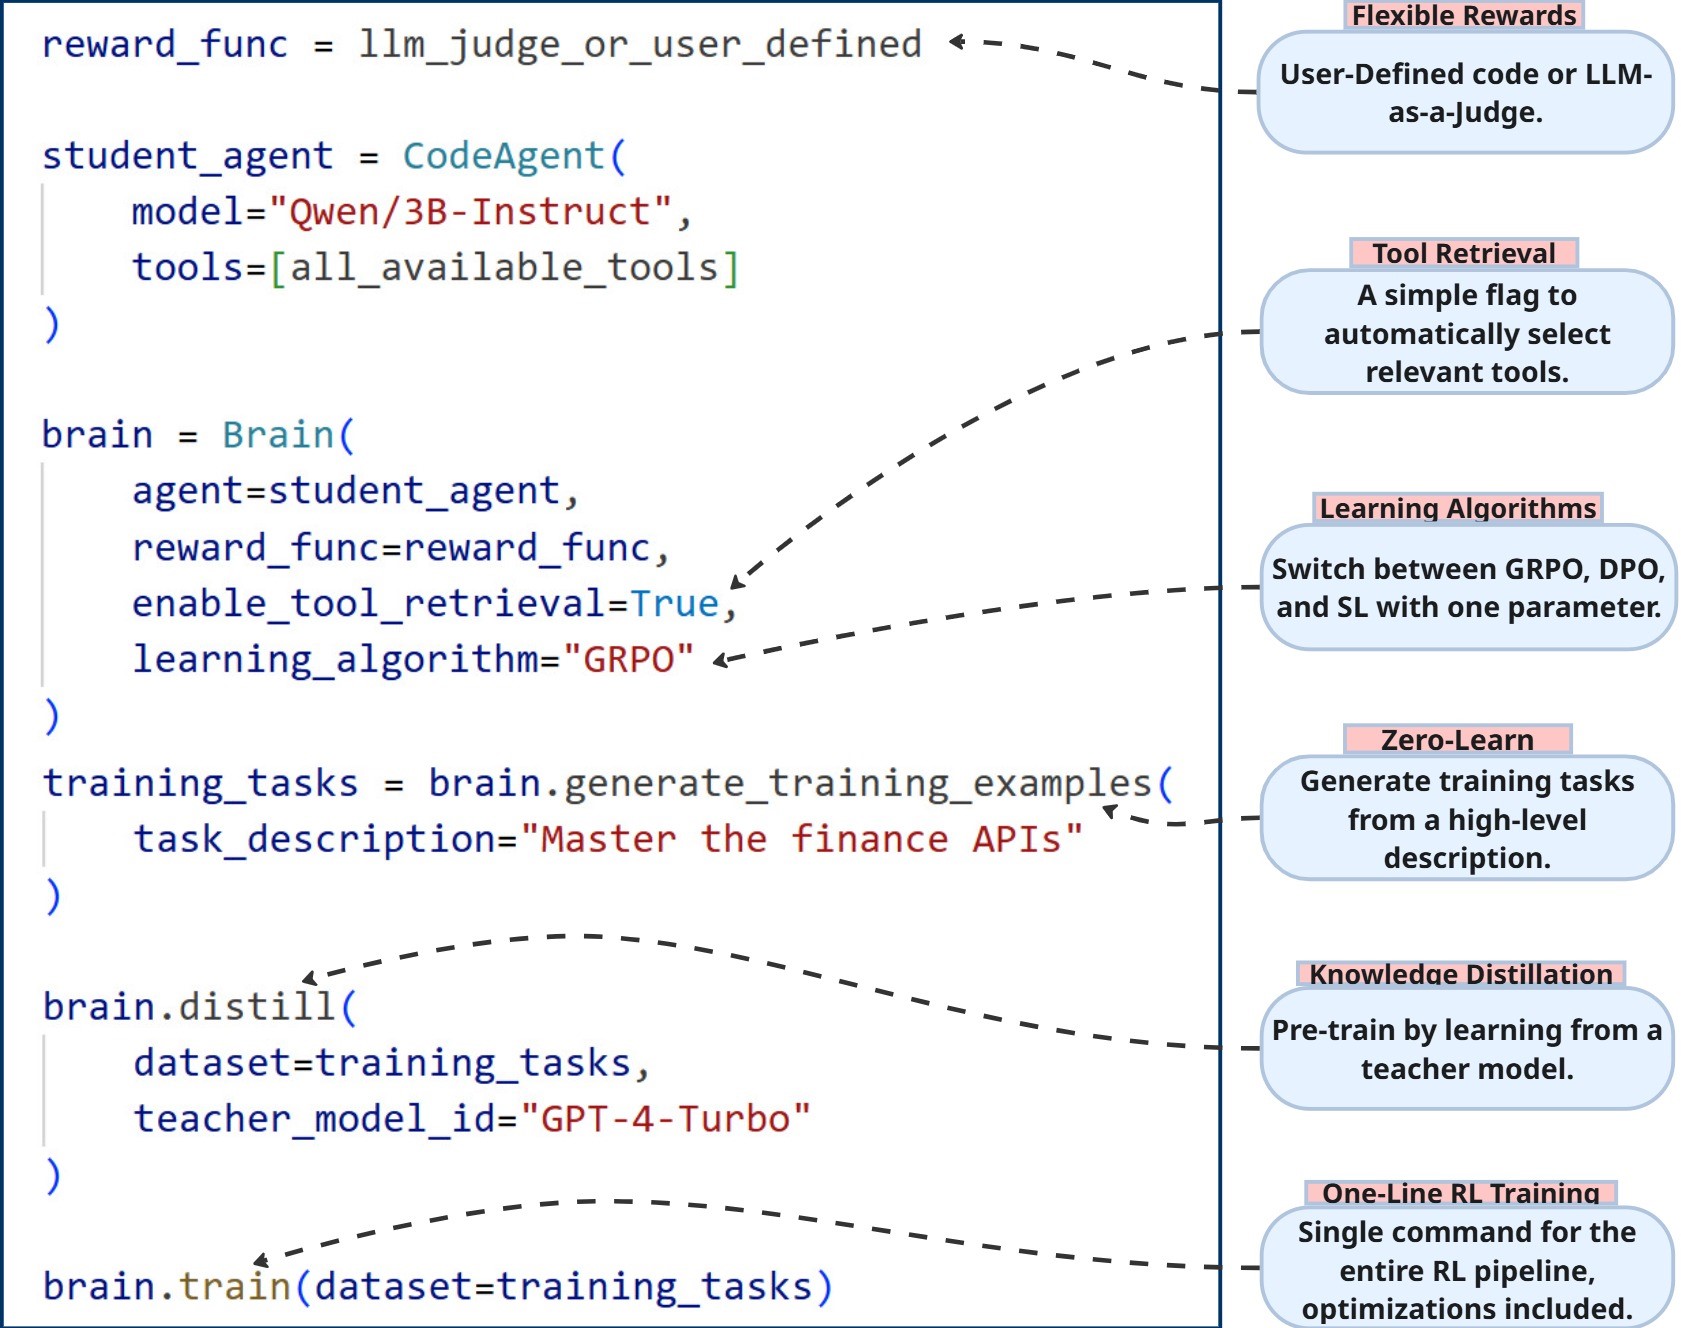 reward_func = llm_judge_or_user_defined
student_agent = CodeAgent(
    model="Qwen/3B-Instruct",
    tools=[all_available_tools]
)
brain = Brain(
    agent=student_agent,
    reward_func=reward_func,
    enable_tool_retrieval=True,
    learning_algorithm="GRPO"
)
training_tasks = brain.generate_training_examples(
    task_description="Master the finance APIs"
)
brain.distill(
    dataset=training_tasks,
    teacher_model_id="GPT-4-Turbo"
)
brain.train(dataset=training_tasks)
Flexible Rewards
User-Defined code or LLM-
as-a-Judge.
Tool Retrieval
A simple flag to
automatically select
relevant tools.
Learning Algorithms
Switch between GRPO, DPO,
and SL with one parameter.
Zero-Learn
Generate training tasks
from a high-level
description.
Knowledge Distillation
Pre-train by learning from a
teacher model.
One-Line RL Training
Single command for the
entire RL pipeline,
optimizations included.